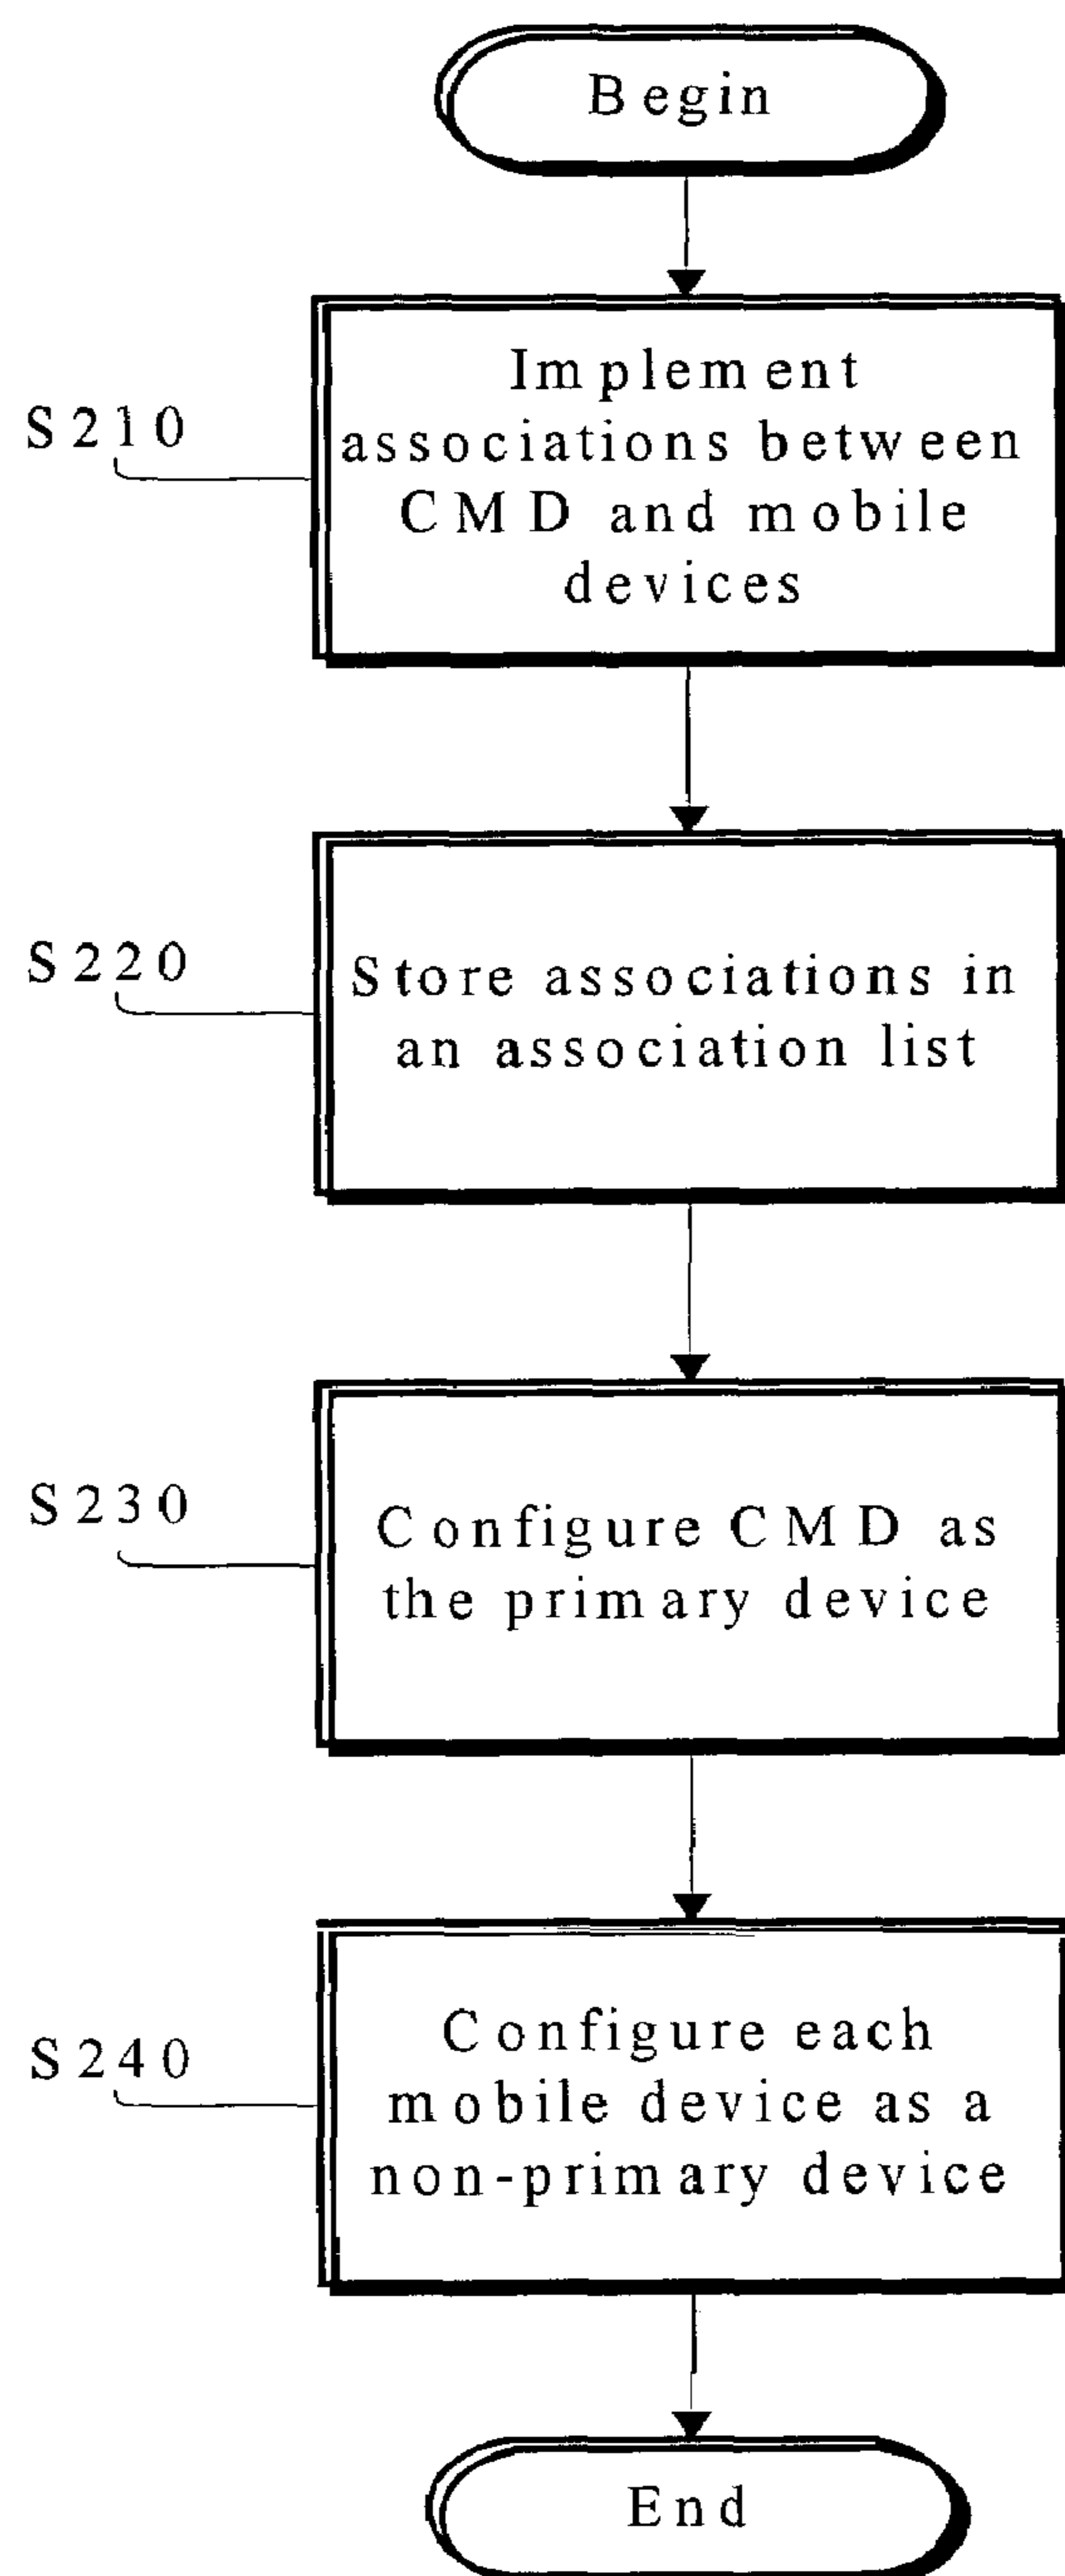 Begin
S210
Implement
associations between
CMD and mobile
devices
S220
Store associations in
an association list
S230
Configure CMD as
the primary device
S240
Configure each
mobile device as a
non-primary device
End